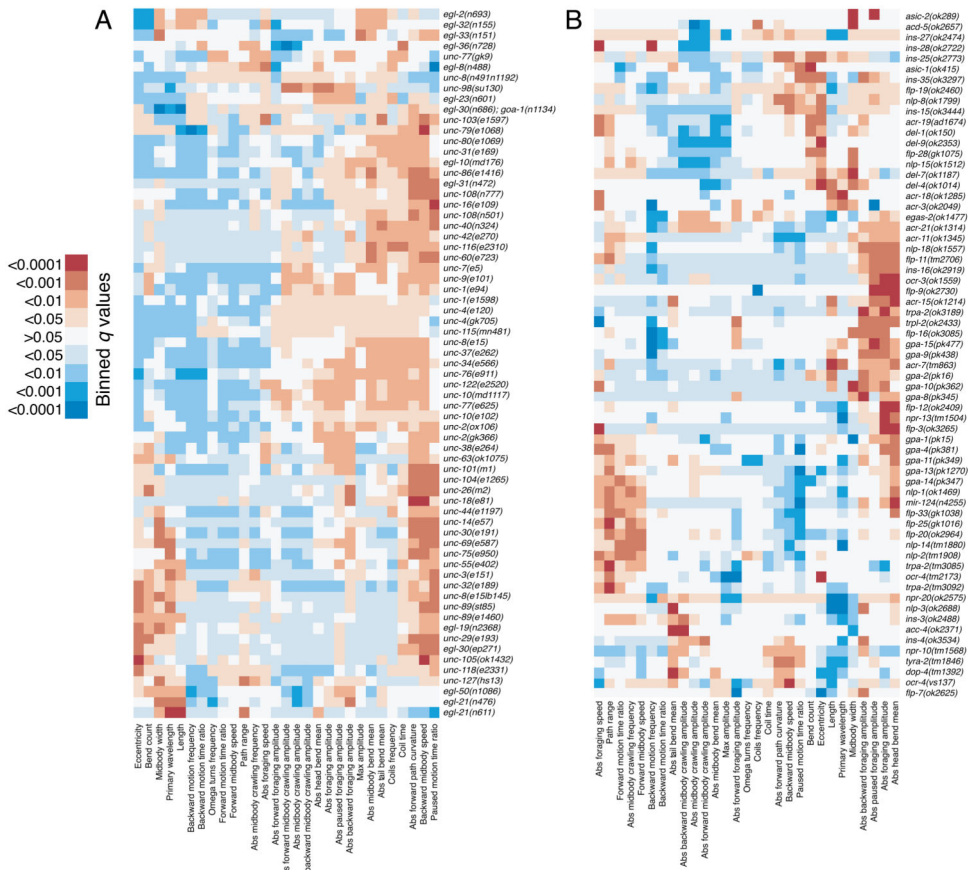 A
egl-2(n693)
egl-32(n155)
egl-33(n151)
egl-36(n728)
unc-77(gk9)
egl-8(n488)
unc-8(n491n1192)
unc-98(su130)
egl-23(n601)
egl-30(n686); goa-1(n1134)
unc-103(e1597)
unc-79(e1068)
unc-80(e1069)
unc-31(e169)
egl-10(md176)
unc-86(e1416)
egl-31(n472)
unc-108(n777)
unc-16(e109)
unc-108(n501)
unc-40(n324)
unc-42(e270)
unc-116(e2310)
unc-60(e723)
unc-7(e5)
unc-9(e101)
unc-1(e94)
unc-1(e1598)
unc-4(e120)
unc-4(gk705)
unc-115(mn481)
unc-8(e15)
unc-37(e262)
unc-34(e566)
unc-76(e911)
unc-122(e2520)
unc-10(md1117)
unc-77(e625)
unc-10(e102)
unc-2(ox106)
unc-2(gk366)
unc-38(e264)
unc-63(ok1075)
unc-101(m1)
unc-104(e1265)
unc-26(m2)
unc-18(e81)
unc-44(e1197)
unc-14(e57)
unc-30(e191)
unc-69(e587)
unc-75(e950)
unc-55(e402)
unc-3(e151)
unc-32(e189)
unc-8(e15lb145)
unc-89(st85)
unc-89(e1460)
egl-19(n2368)
unc-29(e193)
egl-30(ep271)
unc-105(ok1432)
unc-118(e2331)
unc-127(hs13)
egl-50(n1086)
egl-21(n476)
egl-21(n611)
<0.0001
<0.001
<0.01
<0.05
>0.05
<0.05
<0.01
<0.001
<0.0001
Binned q values
Eccentricity
Bend count
Midbody width
Primary wavelength
Length
Backward motion frequency
Backward motion time ratio
Omega turns frequency
Forward motion time ratio
Forward midbody speed
Path range
Abs midbody crawling frequency
Abs foraging speed
Abs forward foraging amplitude
Abs forward midbody crawling amplitude
Abs midbody crawling amplitude
backward midbody crawling amplitude
Abs head bend mean
Abs foraging amplitude
Abs paused foraging amplitude
Abs backward foraging amplitude
Max amplitude
Abs midbody bend mean
Abs tail bend mean
Coils frequency
Coil time
Abs forward path curvature
Backward midbody speed
Paused motion time ratio
B
asic-2(ok289)
acd-5(ok2657)
ins-27(ok2474)
ins-28(ok2722)
ins-25(ok2773)
asic-1(ok415)
ins-35(ok3297)
flp-19(ok2460)
nlp-8(ok1799)
ins-15(ok3444)
acr-19(ad1674)
del-1(ok150)
del-9(ok2353)
flp-28(gk1075)
nlp-15(ok1512)
del-7(ok1187)
del-4(ok1014)
acr-18(ok1285)
acr-3(ok2049)
egas-2(ok1477)
acr-21(ok1314)
acr-11(ok1345)
nlp-18(ok1557)
flp-11(tm2706)
ins-16(ok2919)
ocr-3(ok1559)
flp-9(ok2730)
acr-15(ok1214)
trpa-2(ok3189)
trpl-2(ok2433)
flp-16(ok3085)
gpa-15(pk477)
gpa-9(pk438)
acr-7(tm863)
gpa-2(pk16)
gpa-10(pk362)
gpa-8(pk345)
flp-12(ok2409)
npr-13(tm1504)
flp-3(ok3265)
gpa-1(pk15)
gpa-4(pk381)
gpa-11(pk349)
gpa-13(pk1270)
gpa-14(pk347)
nlp-1(ok1469)
mir-124(n4255)
flp-33(gk1038)
flp-25(gk1016)
flp-20(ok2964)
nlp-14(tm1880)
nlp-2(tm1908)
trpa-2(tm3085)
ocr-4(tm2173)
trpa-2(tm3092)
npr-20(ok2575)
nlp-3(ok2688)
ins-3(ok2488)
acc-4(ok2371)
ins-4(ok3534)
npr-10(tm1568)
tyra-2(tm1846)
dop-4(tm1392)
ocr-4(vs137)
flp-7(ok2625)
Abs foraging speed
Path range
Forward motion time ratio
Abs midbody crawling frequency
Forward midbody speed
Backward motion frequency
Backward motion time ratio
Abs tail bend mean
Abs backward midbody crawling amplitude
Abs midbody crawling amplitude
Abs forward midbody crawling amplitude
Abs midbody bend mean
Max amplitude
Abs forward foraging amplitude
Omega turns frequency
Coils frequency
Coil time
Abs forward path curvature
Backward midbody speed
Paused motion time ratio
Bend count
Eccentricity
Length
Primary wavelength
Midbody width
Abs backward foraging amplitude
Abs paused foraging amplitude
Abs foraging amplitude
Abs head bend mean